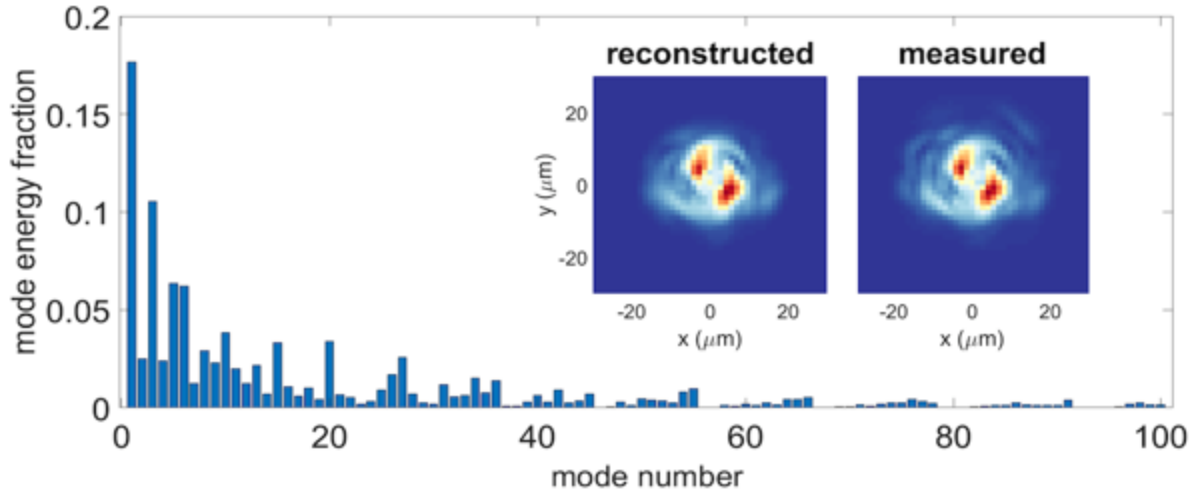 0.2
0.15
0.1
0.05
0
mode energy fraction
0 20 40 60 80 100
mode number
reconstructed
measured
20
0
-20
y (μm)
-20 0 20
x (μm)
-20 0 20
x (μm)